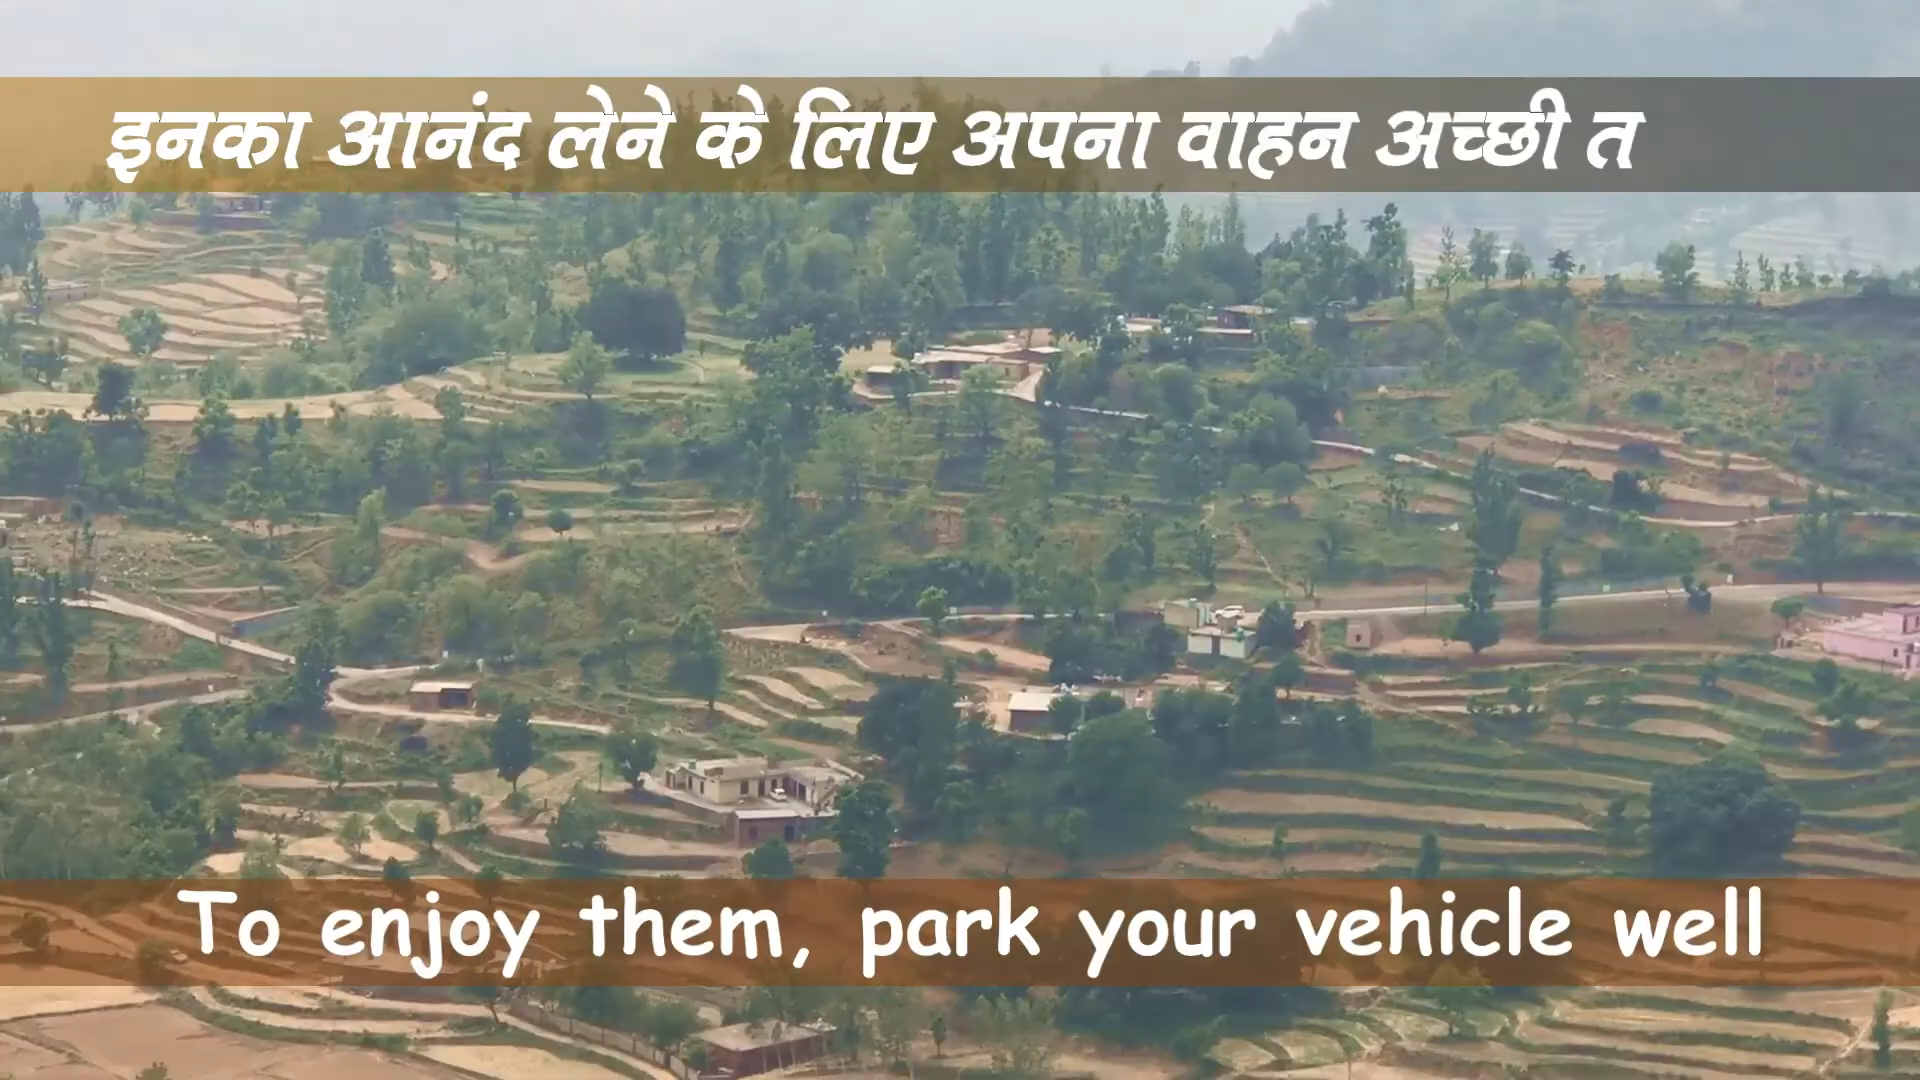 इनका आनंद लेने के लिए अपना वाहन अच्छी त
To enjoy them, park your vehicle well